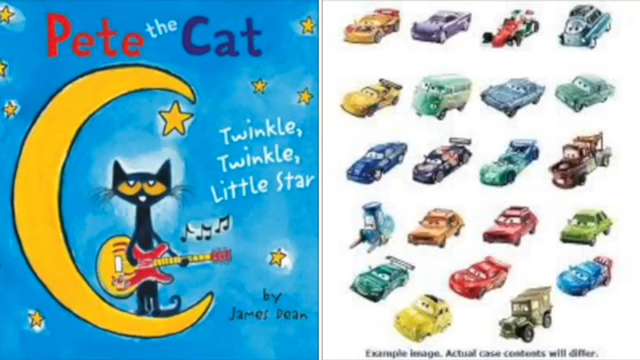 Pete the Cat
Twinkle,
Twinkle,
Little Star
by
James Dean
Example image. Actual case contents will differ.